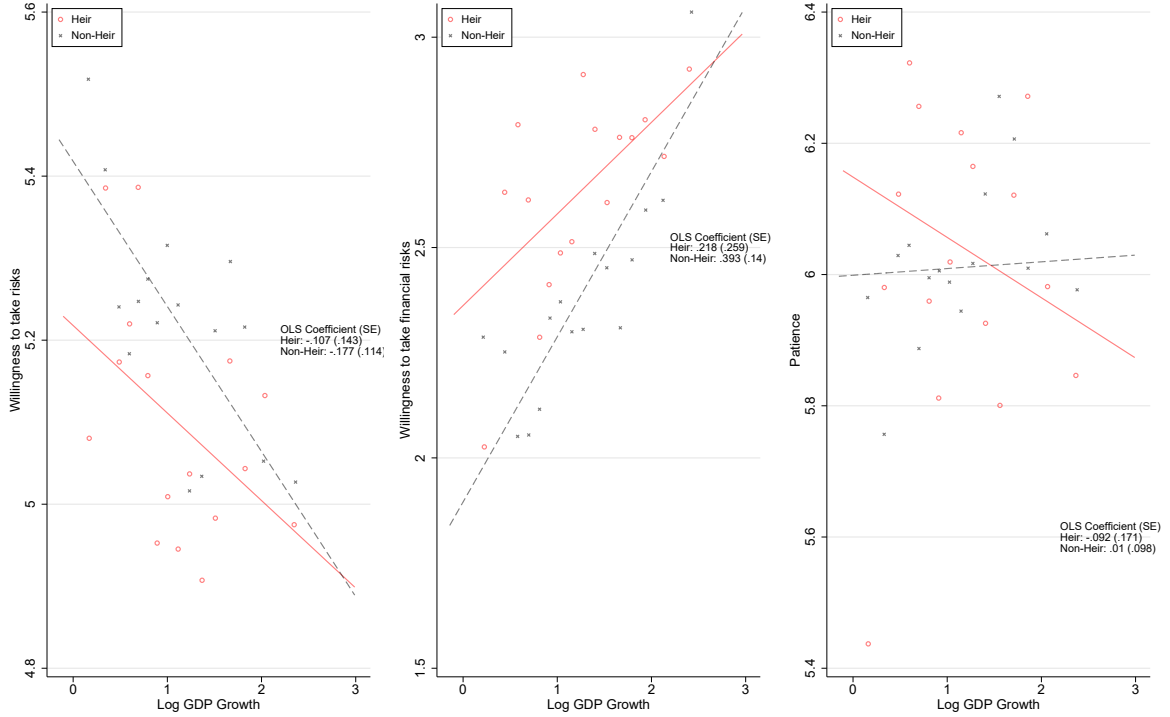 Heir
Non-Heir
Willingness to take risks
5.6
5.4
5.2
5
4.8
OLS Coefficient (SE)
Heir: -.107 (.143)
Non-Heir: -.177 (.114)
0 1 2 3
Log GDP Growth
Heir
Non-Heir
Willingness to take financial risks
3
2.5
2
1.5
OLS Coefficient (SE)
Heir: .218 (.259)
Non-Heir: .393 (.14)
0 1 2 3
Log GDP Growth
Heir
Non-Heir
Patience
6.4
6.2
6
5.8
5.6
5.4
OLS Coefficient (SE)
Heir: -.092 (.171)
Non-Heir: .01 (.098)
0 1 2 3
Log GDP Growth